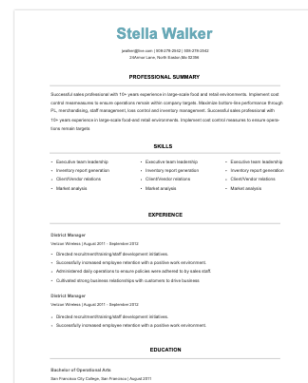 Stella Walker
PROFESSIONAL SUMMARY
Successful sales professional with 10+ years experience in large-scale food and retail environments. Implement cost
control measures to ensure operations remain within company targets. Maximize bottom-line performance through
PL, merchandising, staff management, loss control and inventory management. Successful sales professional with
10+ years experience in large-scale food and retail environments. Implement cost control measures to ensure opera-
tions remain targets.
SKILLS
• Executive team leadership • Executive team leadership • Executive team leadership
• Inventory report generation • Inventory report generation • Inventory report generation
• Client/Vendor relations • Client/Vendor relations • Client/Vendor relations
• Market analysis • Market analysis • Market analysis
EXPERIENCE
District Manager
Verizon Wireless | August 2011 - September 2012
• Directed recruitment/training/staff development initiatives.
• Successfully increased employee retention with a positive work environment.
• Administered daily operations to ensure policies were adhered to by sales staff.
• Cultivated strong business relationships with customers to drive business
District Manager
Verizon Wireless | August 2011 - September 2012
• Directed recruitment/training/staff development initiatives.
• Successfully increased employee retention with a positive work environment.
EDUCATION
Bachelor of Operational Arts
San Francisco City College, San Francisco | August 2011